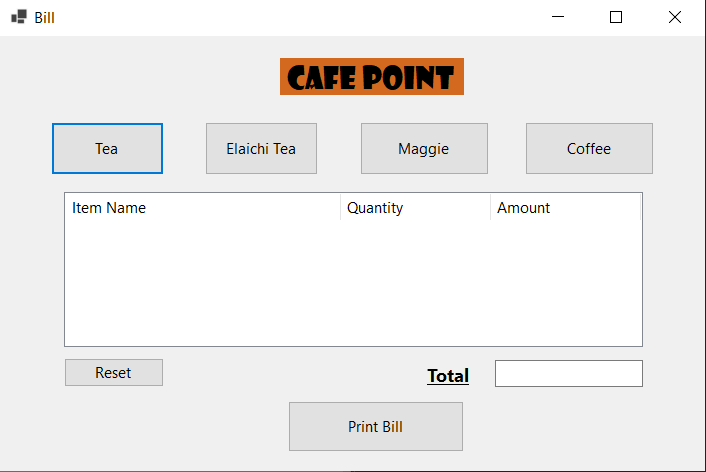 Bill
CAFE POINT
Tea
Elaichi Tea
Maggie
Coffee
Item Name
Quantity
Amount
Reset
Total
Print Bill